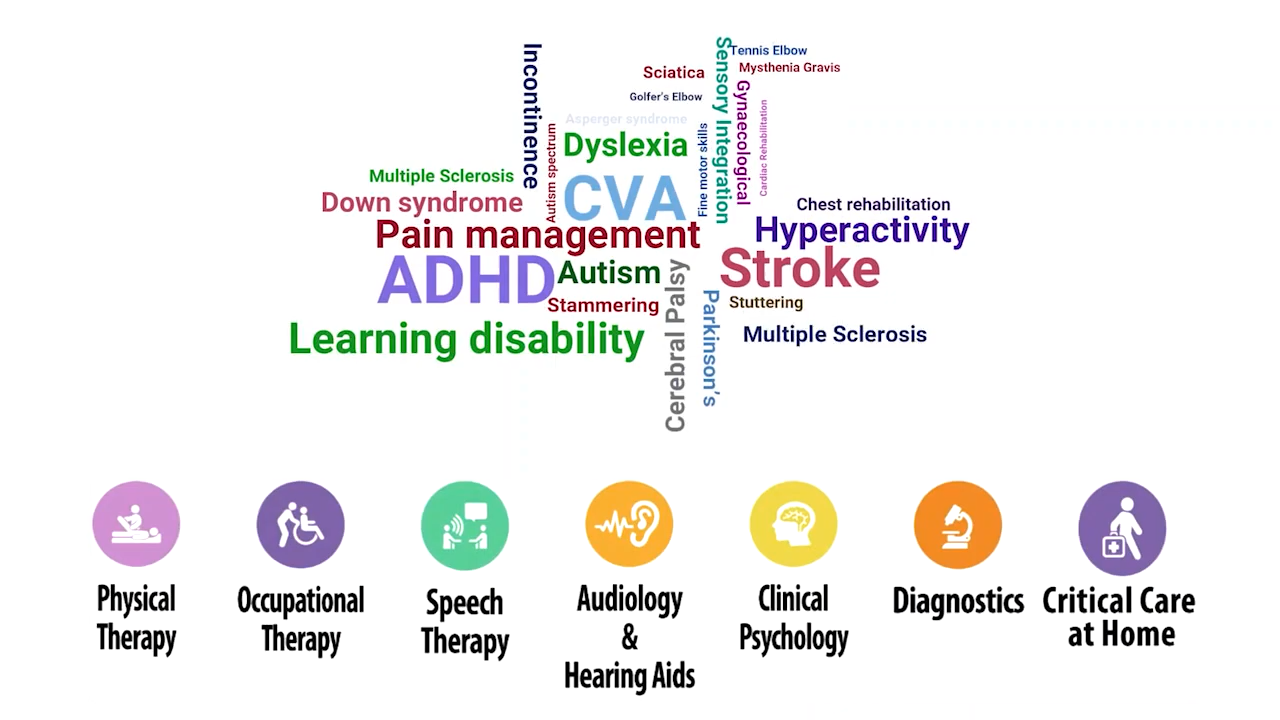 Incontinence
Sciatica
Golfer's Elbow
Sensory Integration
Tennis Elbow
Mysthenia Gravis
Gynaecological
Cardiac Rehabilitation
Asperger syndrome
Dyslexia
Autism spectrum
Fine motor skills
CVA
Multiple Sclerosis
Down syndrome
Chest rehabilitation
Pain management
Hyperactivity
ADHD
Autism
Stroke
Stammering
Cerebral Palsy
Parkinson's
Stuttering
Learning disability
Multiple Sclerosis
Physical
Therapy
Occupational
Therapy
Speech
Therapy
Audiology
&
Hearing Aids
Clinical
Psychology
Diagnostics
Critical Care
at Home